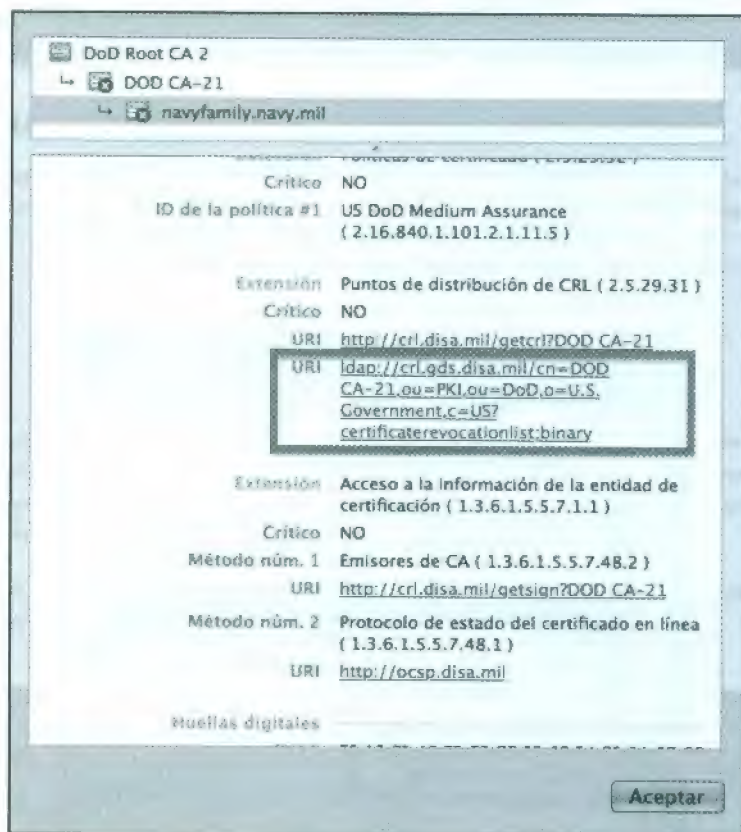 DoD Root CA 2
DOD CA-21
navyfamily.navy.mil
Crítico NO
ID de la política #1 US DoD Medium Assurance
( 2.16.840.1.101.2.1.11.5 )
Extensión Puntos de distribución de CRL ( 2.5.29.31 )
Crítico NO
URI http://crl.disa.mil/getcrl?DOD CA-21
URI ldap://crl.gds.disa.mil/cn=DOD
CA-21,ou=PKI,ou=DoD,o=U.S.
Government,c=US?
certificaterevocationlist;binary
Extensión Acceso a la información de la entidad de
certificación ( 1.3.6.1.5.5.7.1.1 )
Crítico NO
Método núm. 1 Emisores de CA ( 1.3.6.1.5.5.7.48.2 )
URI http://crl.disa.mil/getsign?DOD CA-21
Método núm. 2 Protocolo de estado del certificado en línea
( 1.3.6.1.5.5.7.48.1 )
URI http://ocsp.disa.mil
Huellas digitales
Aceptar